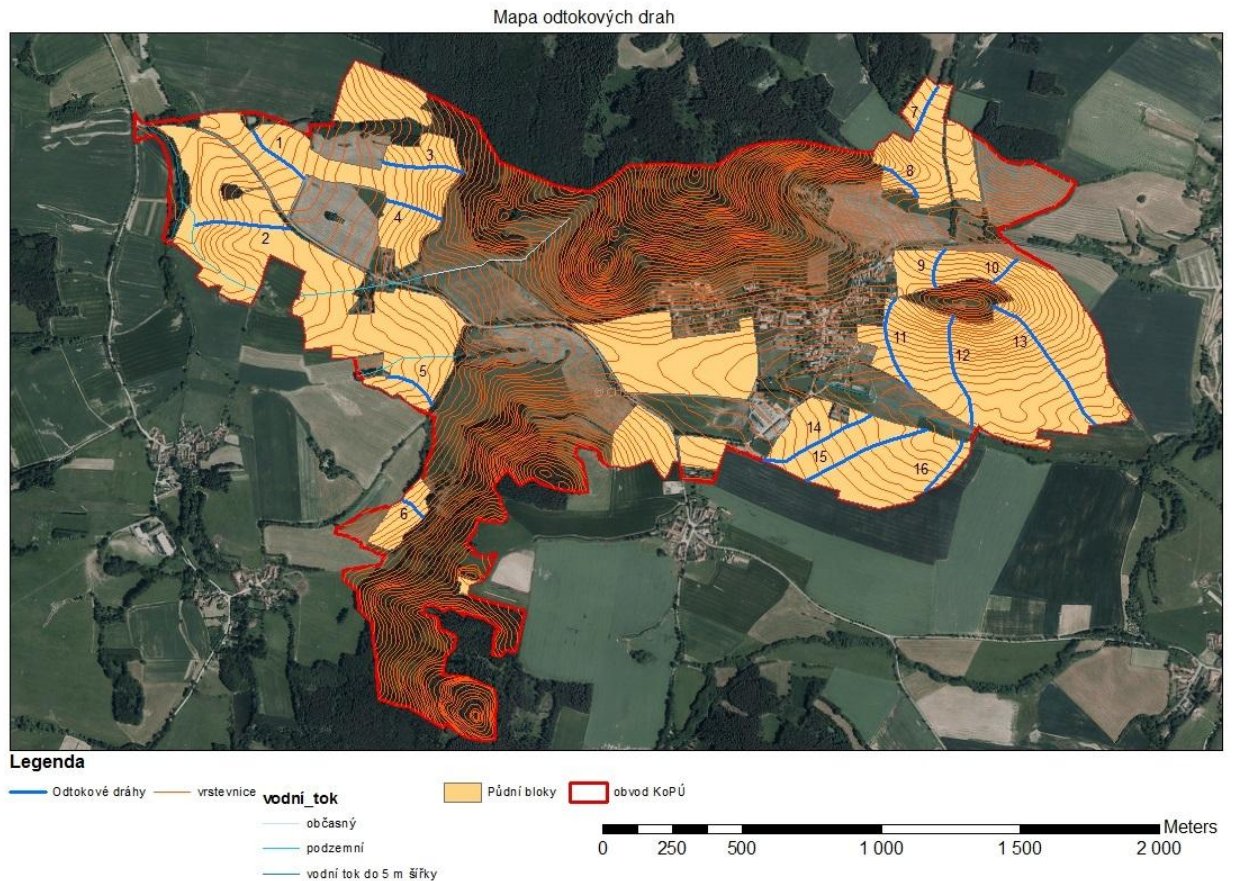 Mapa odtokových drah
7
1
3
8
4
2
9
10
11
12
13
5
14
15
16
6
Legenda
Odtokové dráhy
vrstevnice
vodní_tok
občasný
podzemní
vodní tok do 5 m šířky
Půdní bloky
obvod KoPÚ
Meters
0 250 500 1 000 1 500 2 000